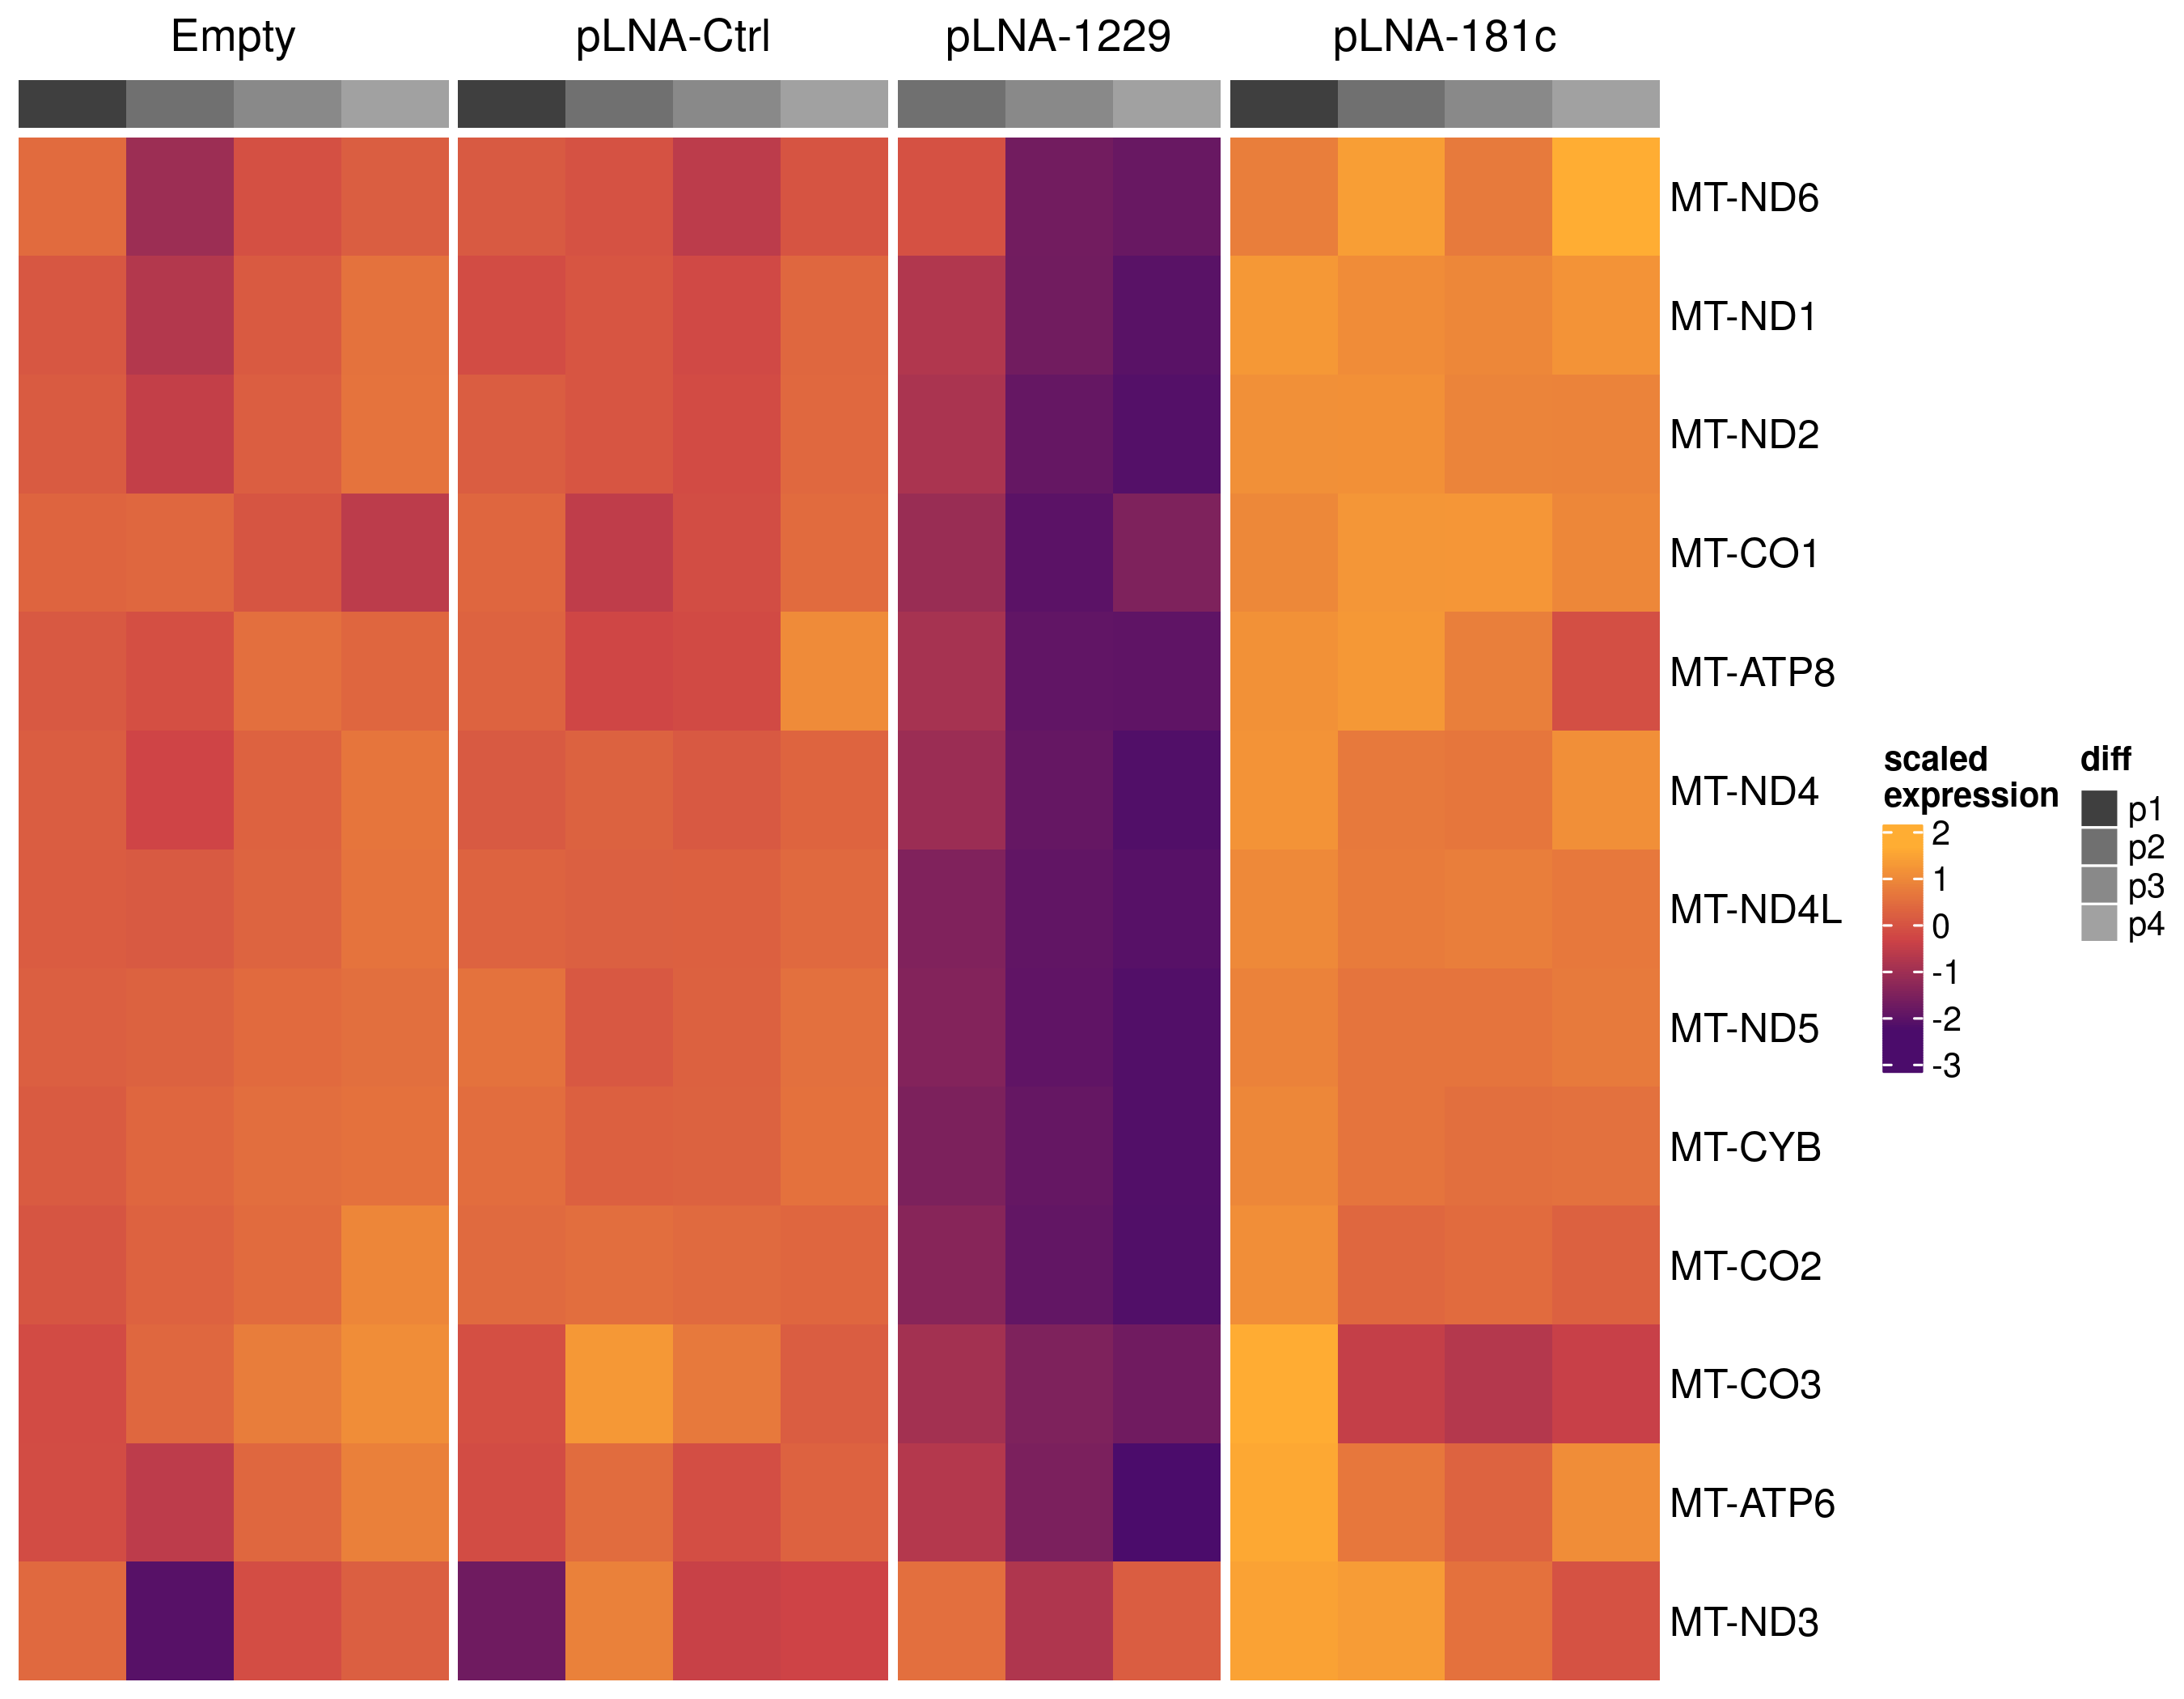 Empty pLNA-Ctrl pLNA-1229 pLNA-181c
MT-ND6
MT-ND1
MT-ND2
MT-CO1
MT-ATP8
MT-ND4
MT-ND4L
MT-ND5
MT-CYB
MT-CO2
MT-CO3
MT-ATP6
MT-ND3
scaled
expression
2
1
0
-1
-2
-3
diff
p1
p2
p3
p4